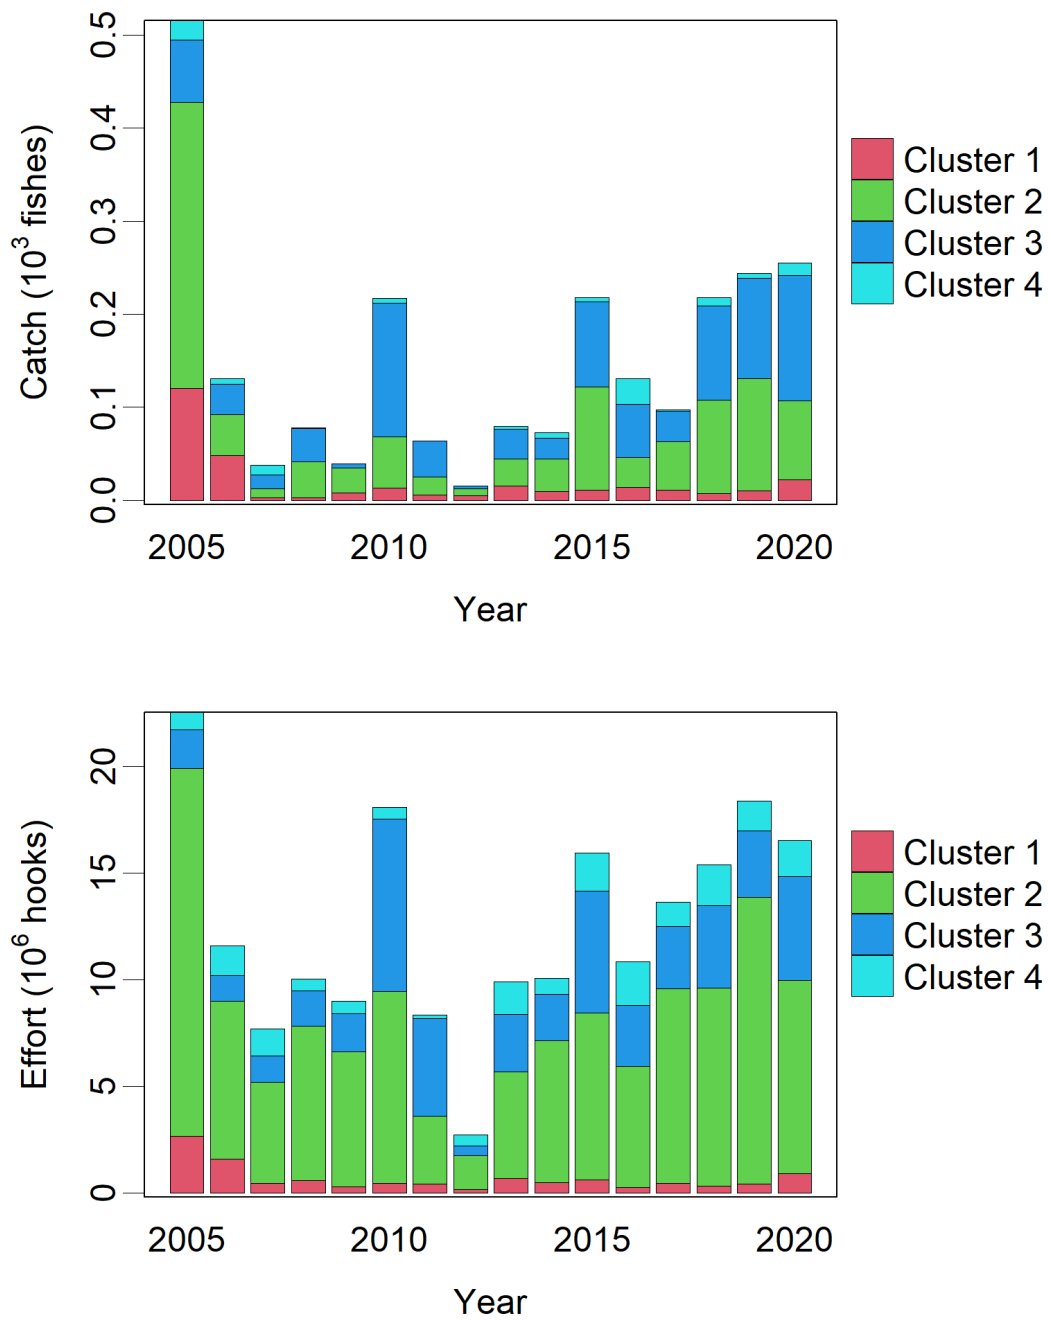 0.5
0.4
0.3
0.2
0.1
0.0
Catch (10³ fishes)
2005 2010 2015 2020
Year
Cluster 1
Cluster 2
Cluster 3
Cluster 4
20
15
10
5
0
Effort (10⁶ hooks)
2005 2010 2015 2020
Year
Cluster 1
Cluster 2
Cluster 3
Cluster 4